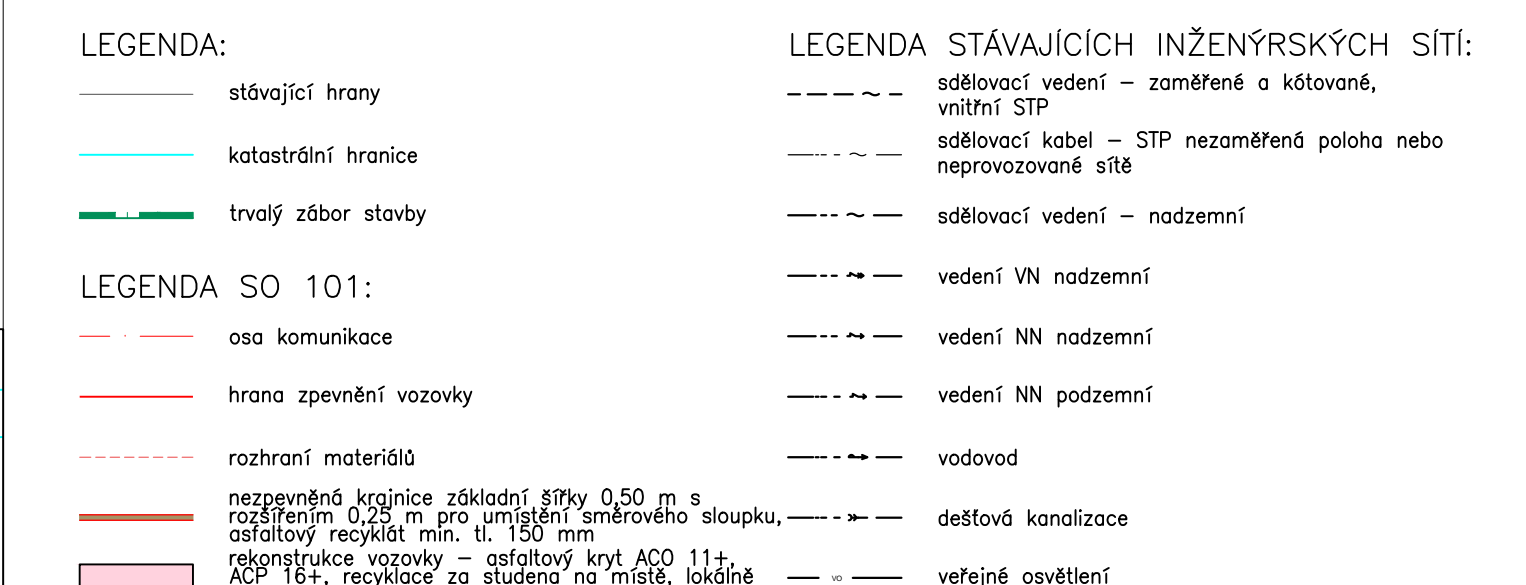 LEGENDA:
stávající hrany
katastrální hranice
trvalý zábor stavby
LEGENDA SO 101:
osa komunikace
hrana zpevnění vozovky
rozhraní materiálů
nezpevněná krajnice základní šířky 0,50 m s
rozšířením 0,25 m pro umístění směrového sloupku,
asfaltový recyklát min. tl. 150 mm
rekonstrukce vozovky – asfaltový kryt ACO 11+,
ACP 16+, recyklace za studena na místě, lokálně
LEGENDA STÁVAJÍCÍCH INŽENÝRSKÝCH SÍTÍ:
sdělovací vedení – zaměřené a kótované,
vnitřní STP
sdělovací kabel – STP nezaměřená poloha nebo
neprovozované sítě
sdělovací vedení – nadzemní
vedení VN nadzemní
vedení NN nadzemní
vedení NN podzemní
vodovod
dešťová kanalizace
VO
veřejné osvětlení